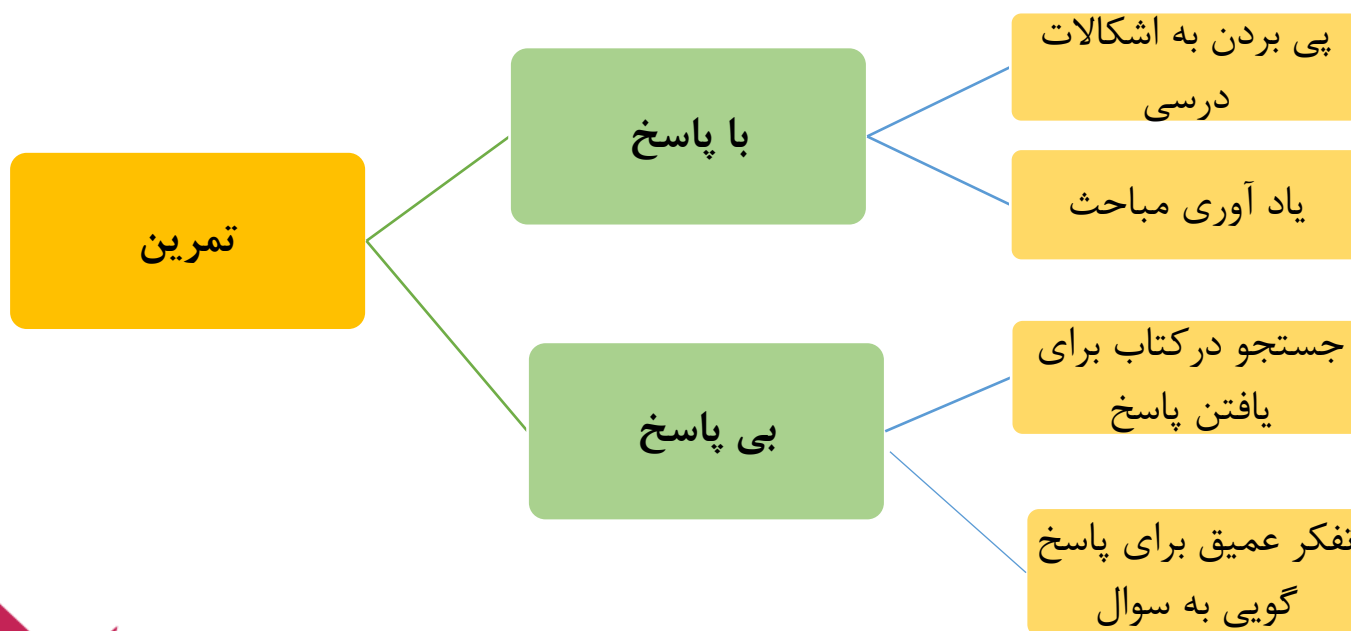 تمرین
با پاسخ
پی بردن به اشکالات
درسی
یاد آوری مباحث
بی پاسخ
جستجو درکتاب برای
یافتن پاسخ
تفکر عمیق برای پاسخ
گویی به سوال